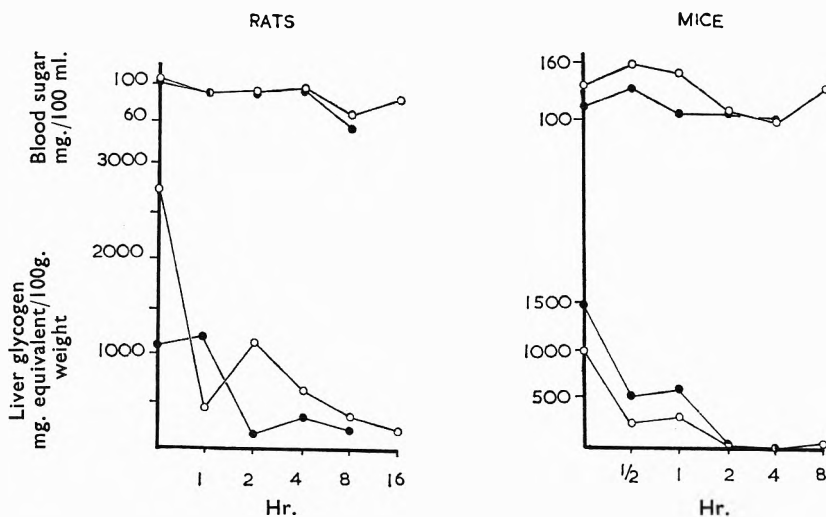 RATS
MICE
Blood sugar
mg./100 ml.
100
60
160
100
Liver glycogen
mg. equivalent/100g.
weight
3000
2000
1000
1500
1000
500
1 2 4 8 16
Hr.
1/2 1 2 4 8
Hr.